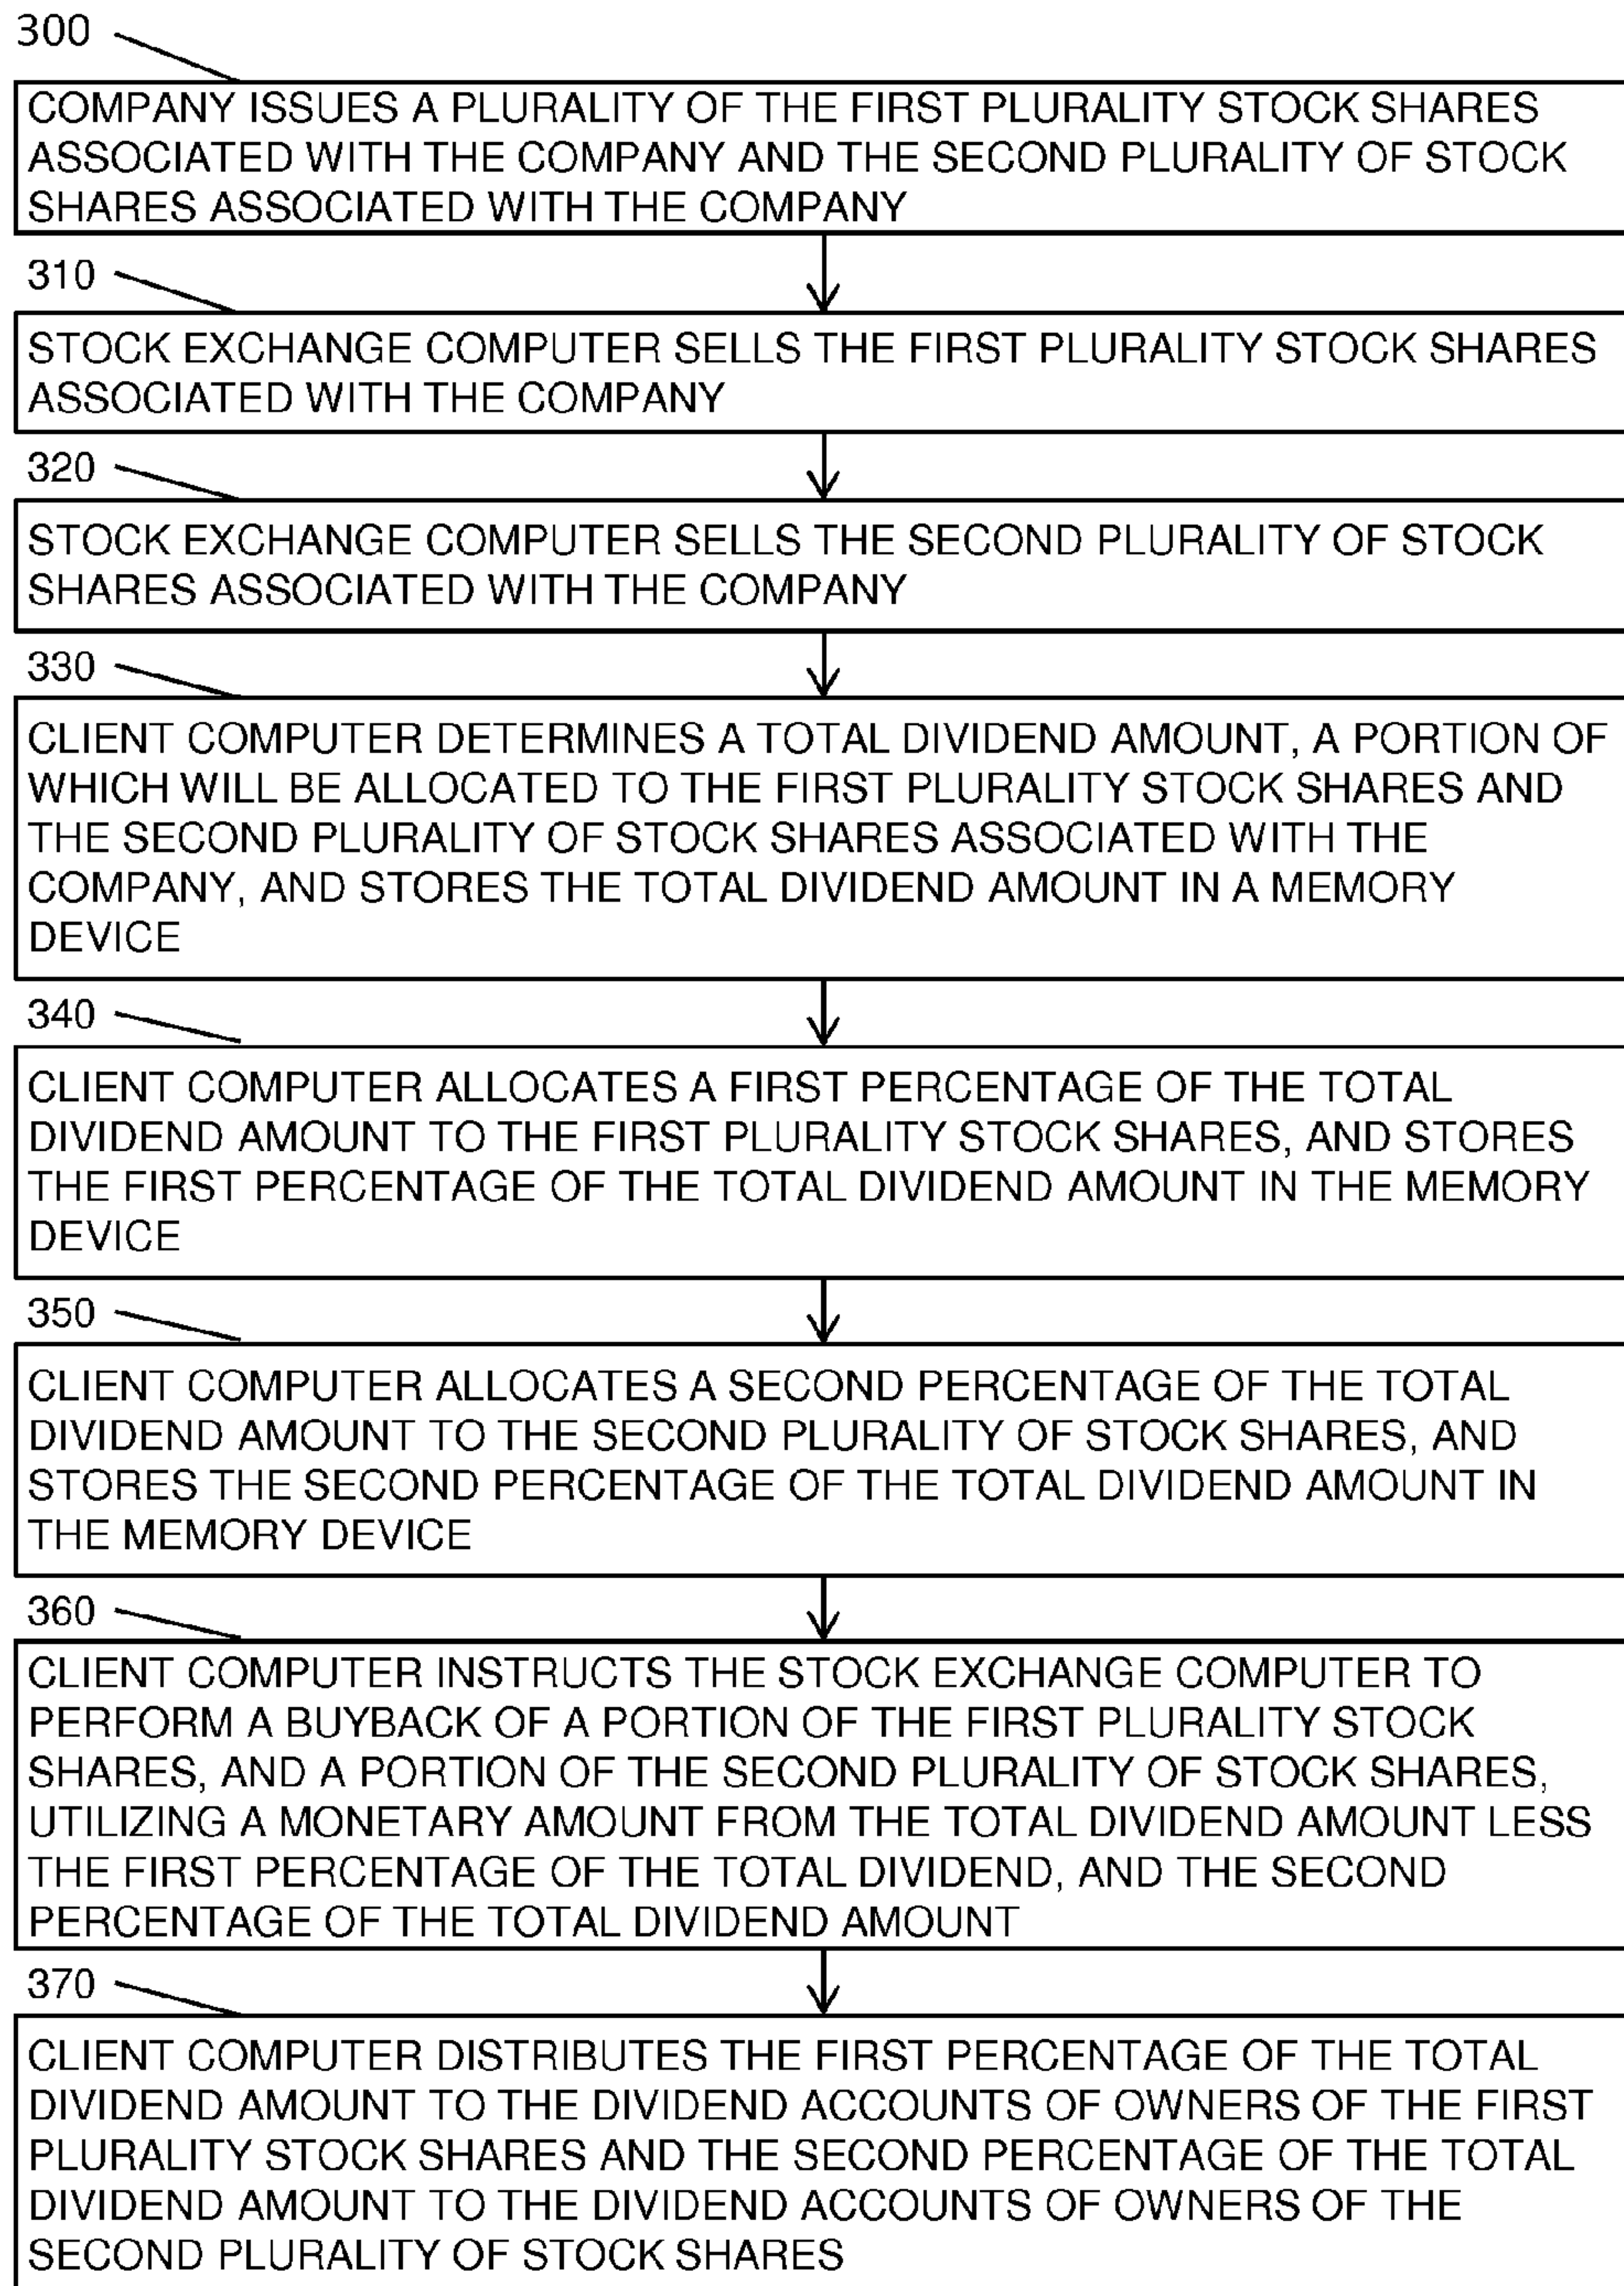 300
COMPANY ISSUES A PLURALITY OF THE FIRST PLURALITY STOCK SHARES
ASSOCIATED WITH THE COMPANY AND THE SECOND PLURALITY OF STOCK
SHARES ASSOCIATED WITH THE COMPANY
310
STOCK EXCHANGE COMPUTER SELLS THE FIRST PLURALITY STOCK SHARES
ASSOCIATED WITH THE COMPANY
320
STOCK EXCHANGE COMPUTER SELLS THE SECOND PLURALITY OF STOCK
SHARES ASSOCIATED WITH THE COMPANY
330
CLIENT COMPUTER DETERMINES A TOTAL DIVIDEND AMOUNT, A PORTION OF
WHICH WILL BE ALLOCATED TO THE FIRST PLURALITY STOCK SHARES AND
THE SECOND PLURALITY OF STOCK SHARES ASSOCIATED WITH THE
COMPANY, AND STORES THE TOTAL DIVIDEND AMOUNT IN A MEMORY
DEVICE
340
CLIENT COMPUTER ALLOCATES A FIRST PERCENTAGE OF THE TOTAL
DIVIDEND AMOUNT TO THE FIRST PLURALITY STOCK SHARES, AND STORES
THE FIRST PERCENTAGE OF THE TOTAL DIVIDEND AMOUNT IN THE MEMORY
DEVICE
350
CLIENT COMPUTER ALLOCATES A SECOND PERCENTAGE OF THE TOTAL
DIVIDEND AMOUNT TO THE SECOND PLURALITY OF STOCK SHARES, AND
STORES THE SECOND PERCENTAGE OF THE TOTAL DIVIDEND AMOUNT IN
THE MEMORY DEVICE
360
CLIENT COMPUTER INSTRUCTS THE STOCK EXCHANGE COMPUTER TO
PERFORM A BUYBACK OF A PORTION OF THE FIRST PLURALITY STOCK
SHARES, AND A PORTION OF THE SECOND PLURALITY OF STOCK SHARES,
UTILIZING A MONETARY AMOUNT FROM THE TOTAL DIVIDEND AMOUNT LESS
THE FIRST PERCENTAGE OF THE TOTAL DIVIDEND, AND THE SECOND
PERCENTAGE OF THE TOTAL DIVIDEND AMOUNT
370
CLIENT COMPUTER DISTRIBUTES THE FIRST PERCENTAGE OF THE TOTAL
DIVIDEND AMOUNT TO THE DIVIDEND ACCOUNTS OF OWNERS OF THE FIRST
PLURALITY STOCK SHARES AND THE SECOND PERCENTAGE OF THE TOTAL
DIVIDEND AMOUNT TO THE DIVIDEND ACCOUNTS OF OWNERS OF THE
SECOND PLURALITY OF STOCK SHARES